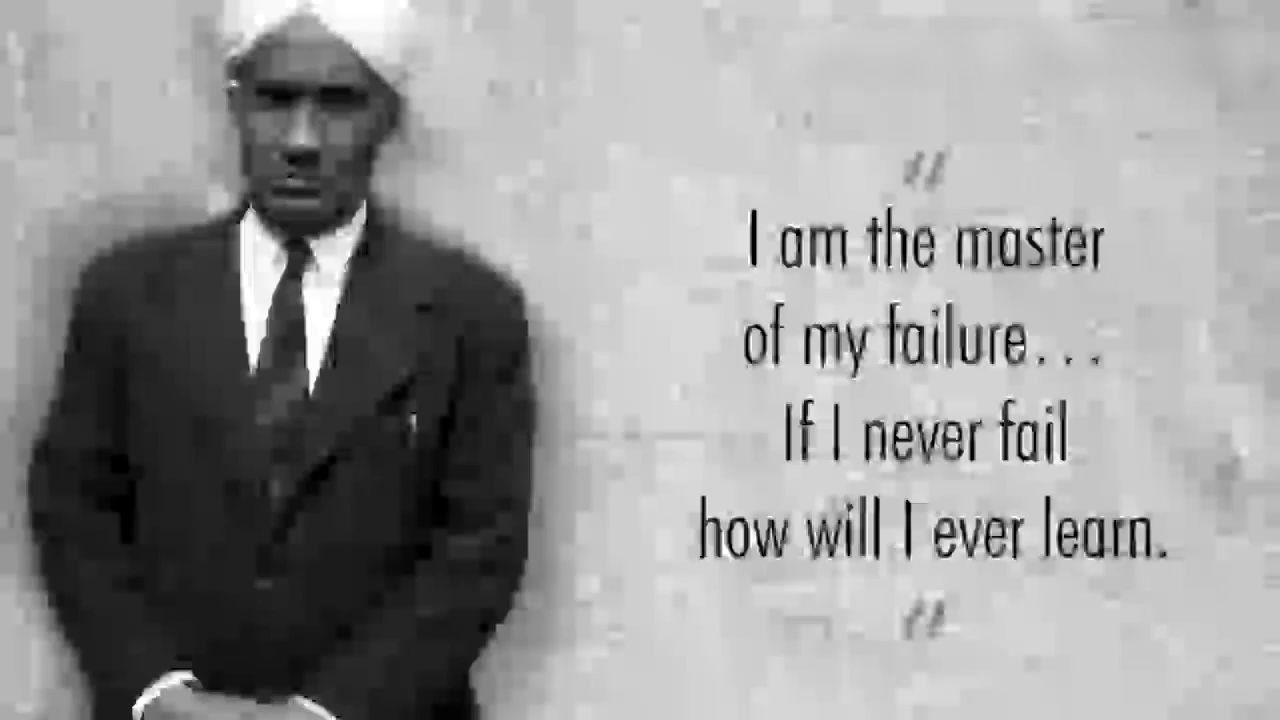 "
I am the master
of my failure...
If I never fail
how will I ever learn.
"